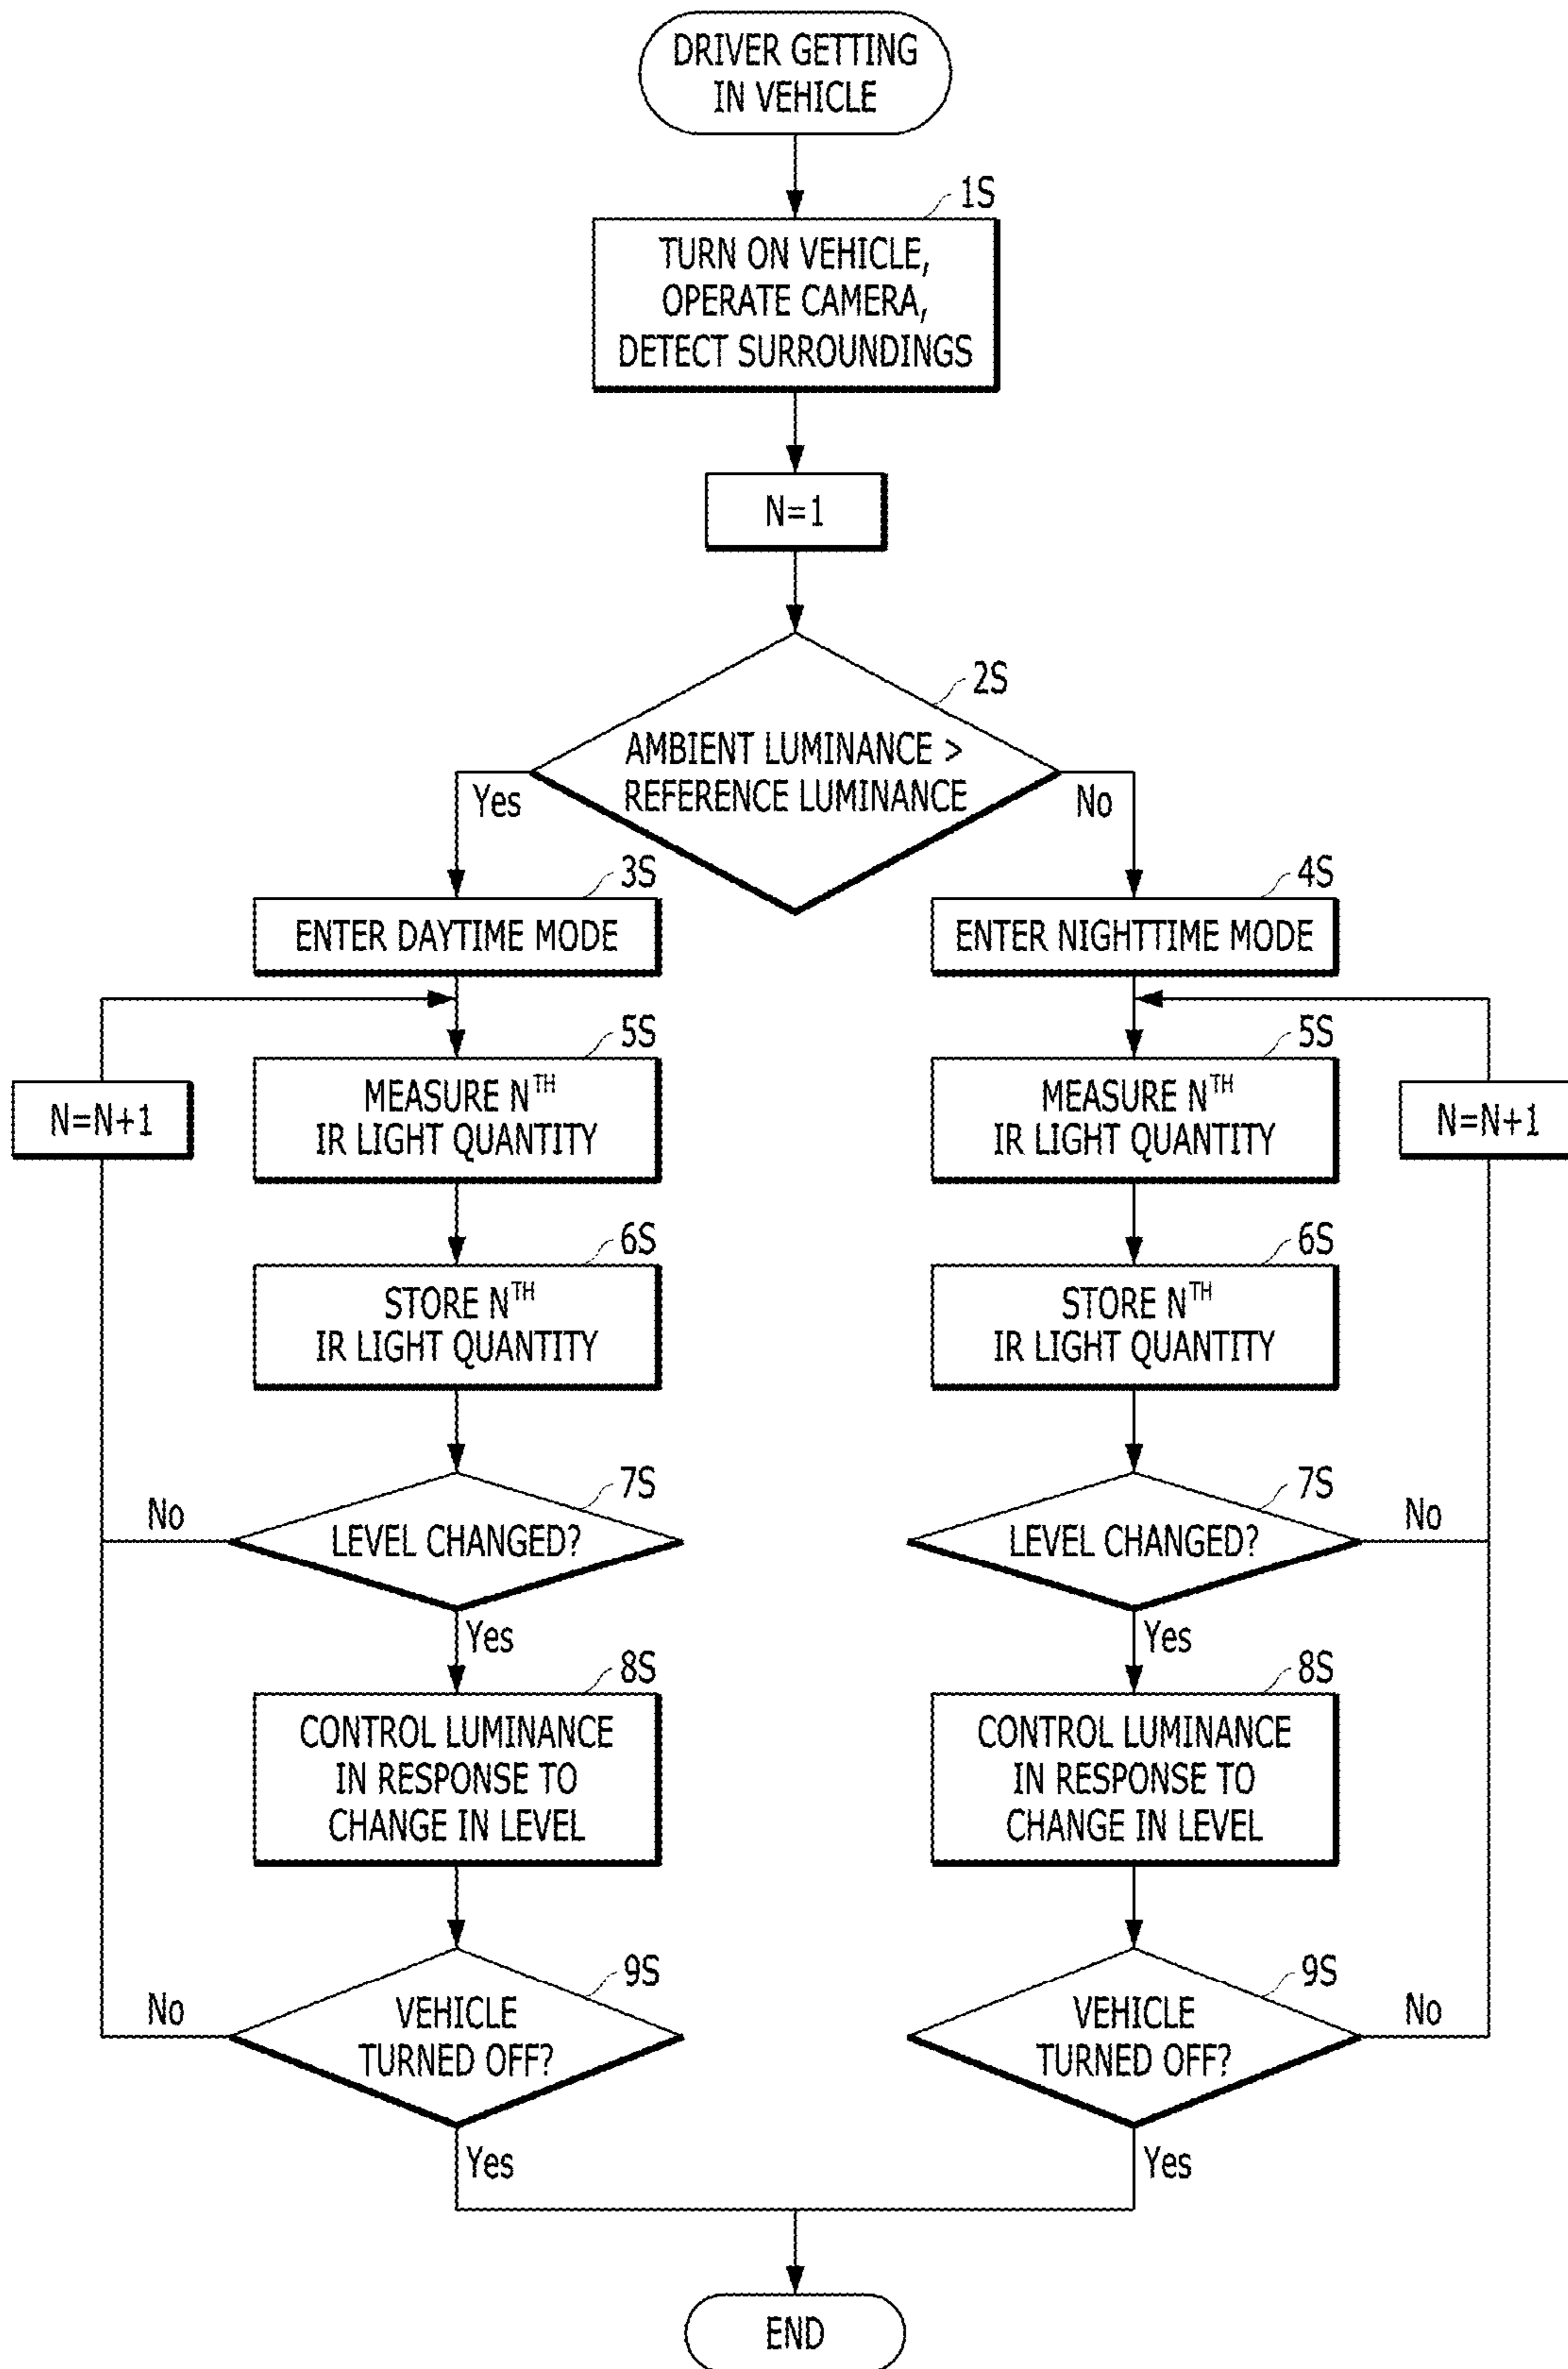 DRIVER GETTING
IN VEHICLE
1S
TURN ON VEHICLE,
OPERATE CAMERA,
DETECT SURROUNDINGS
N=1
2S
AMBIENT LUMINANCE >
REFERENCE LUMINANCE
Yes
No
3S
ENTER DAYTIME MODE
4S
ENTER NIGHTTIME MODE
N=N+1
5S
MEASURE N^TH
IR LIGHT QUANTITY
5S
MEASURE N^TH
IR LIGHT QUANTITY
N=N+1
6S
STORE N^TH
IR LIGHT QUANTITY
6S
STORE N^TH
IR LIGHT QUANTITY
No
7S
LEVEL CHANGED?
Yes
7S
LEVEL CHANGED?
No
Yes
8S
CONTROL LUMINANCE
IN RESPONSE TO
CHANGE IN LEVEL
8S
CONTROL LUMINANCE
IN RESPONSE TO
CHANGE IN LEVEL
No
9S
VEHICLE
TURNED OFF?
Yes
9S
VEHICLE
TURNED OFF?
No
Yes
END